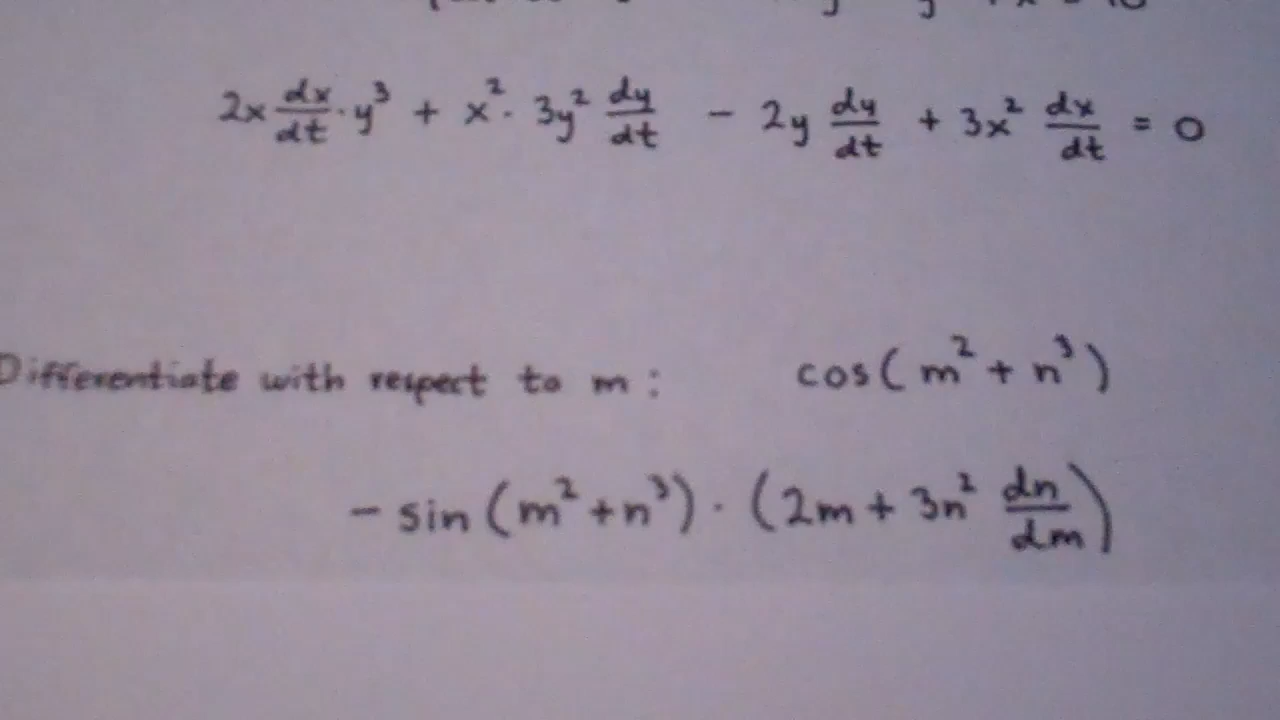 2x dx/dt · y³ + x² · 3y² dy/dt - 2y dy/dt + 3x² dx/dt = 0
Differentiate with respect to m : cos(m² + n³)
- sin(m² + n³) · (2m + 3n² dn/dm)